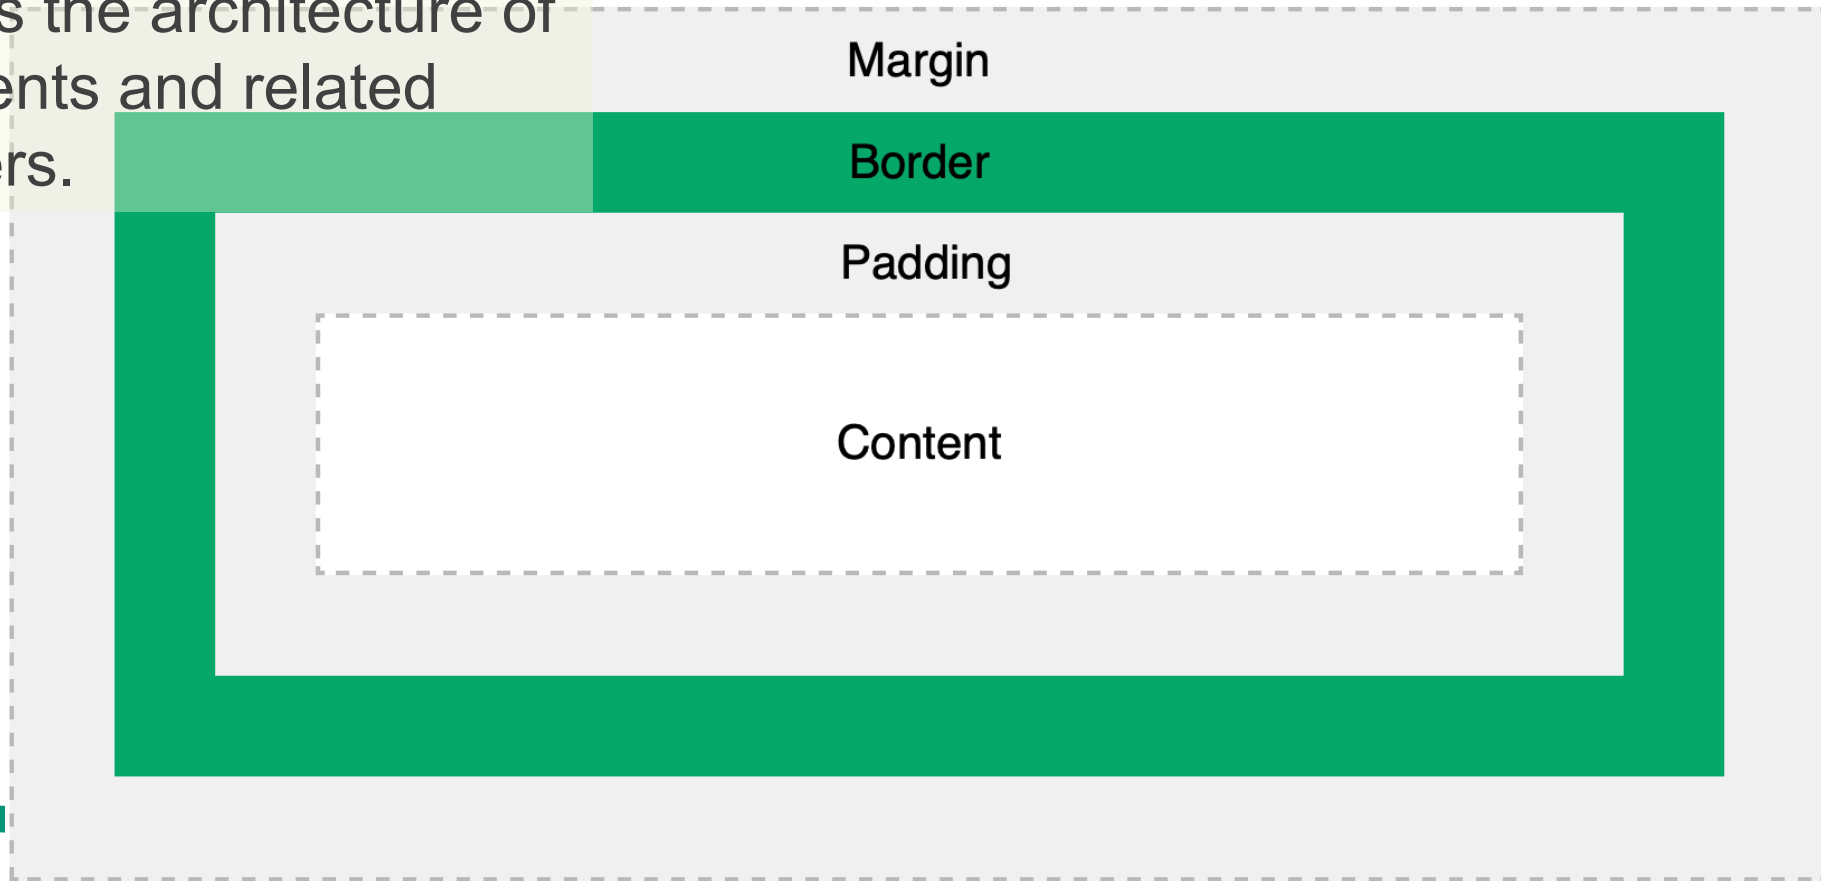 s the architecture of
ents and related
ers.
Margin
Border
Padding
Content